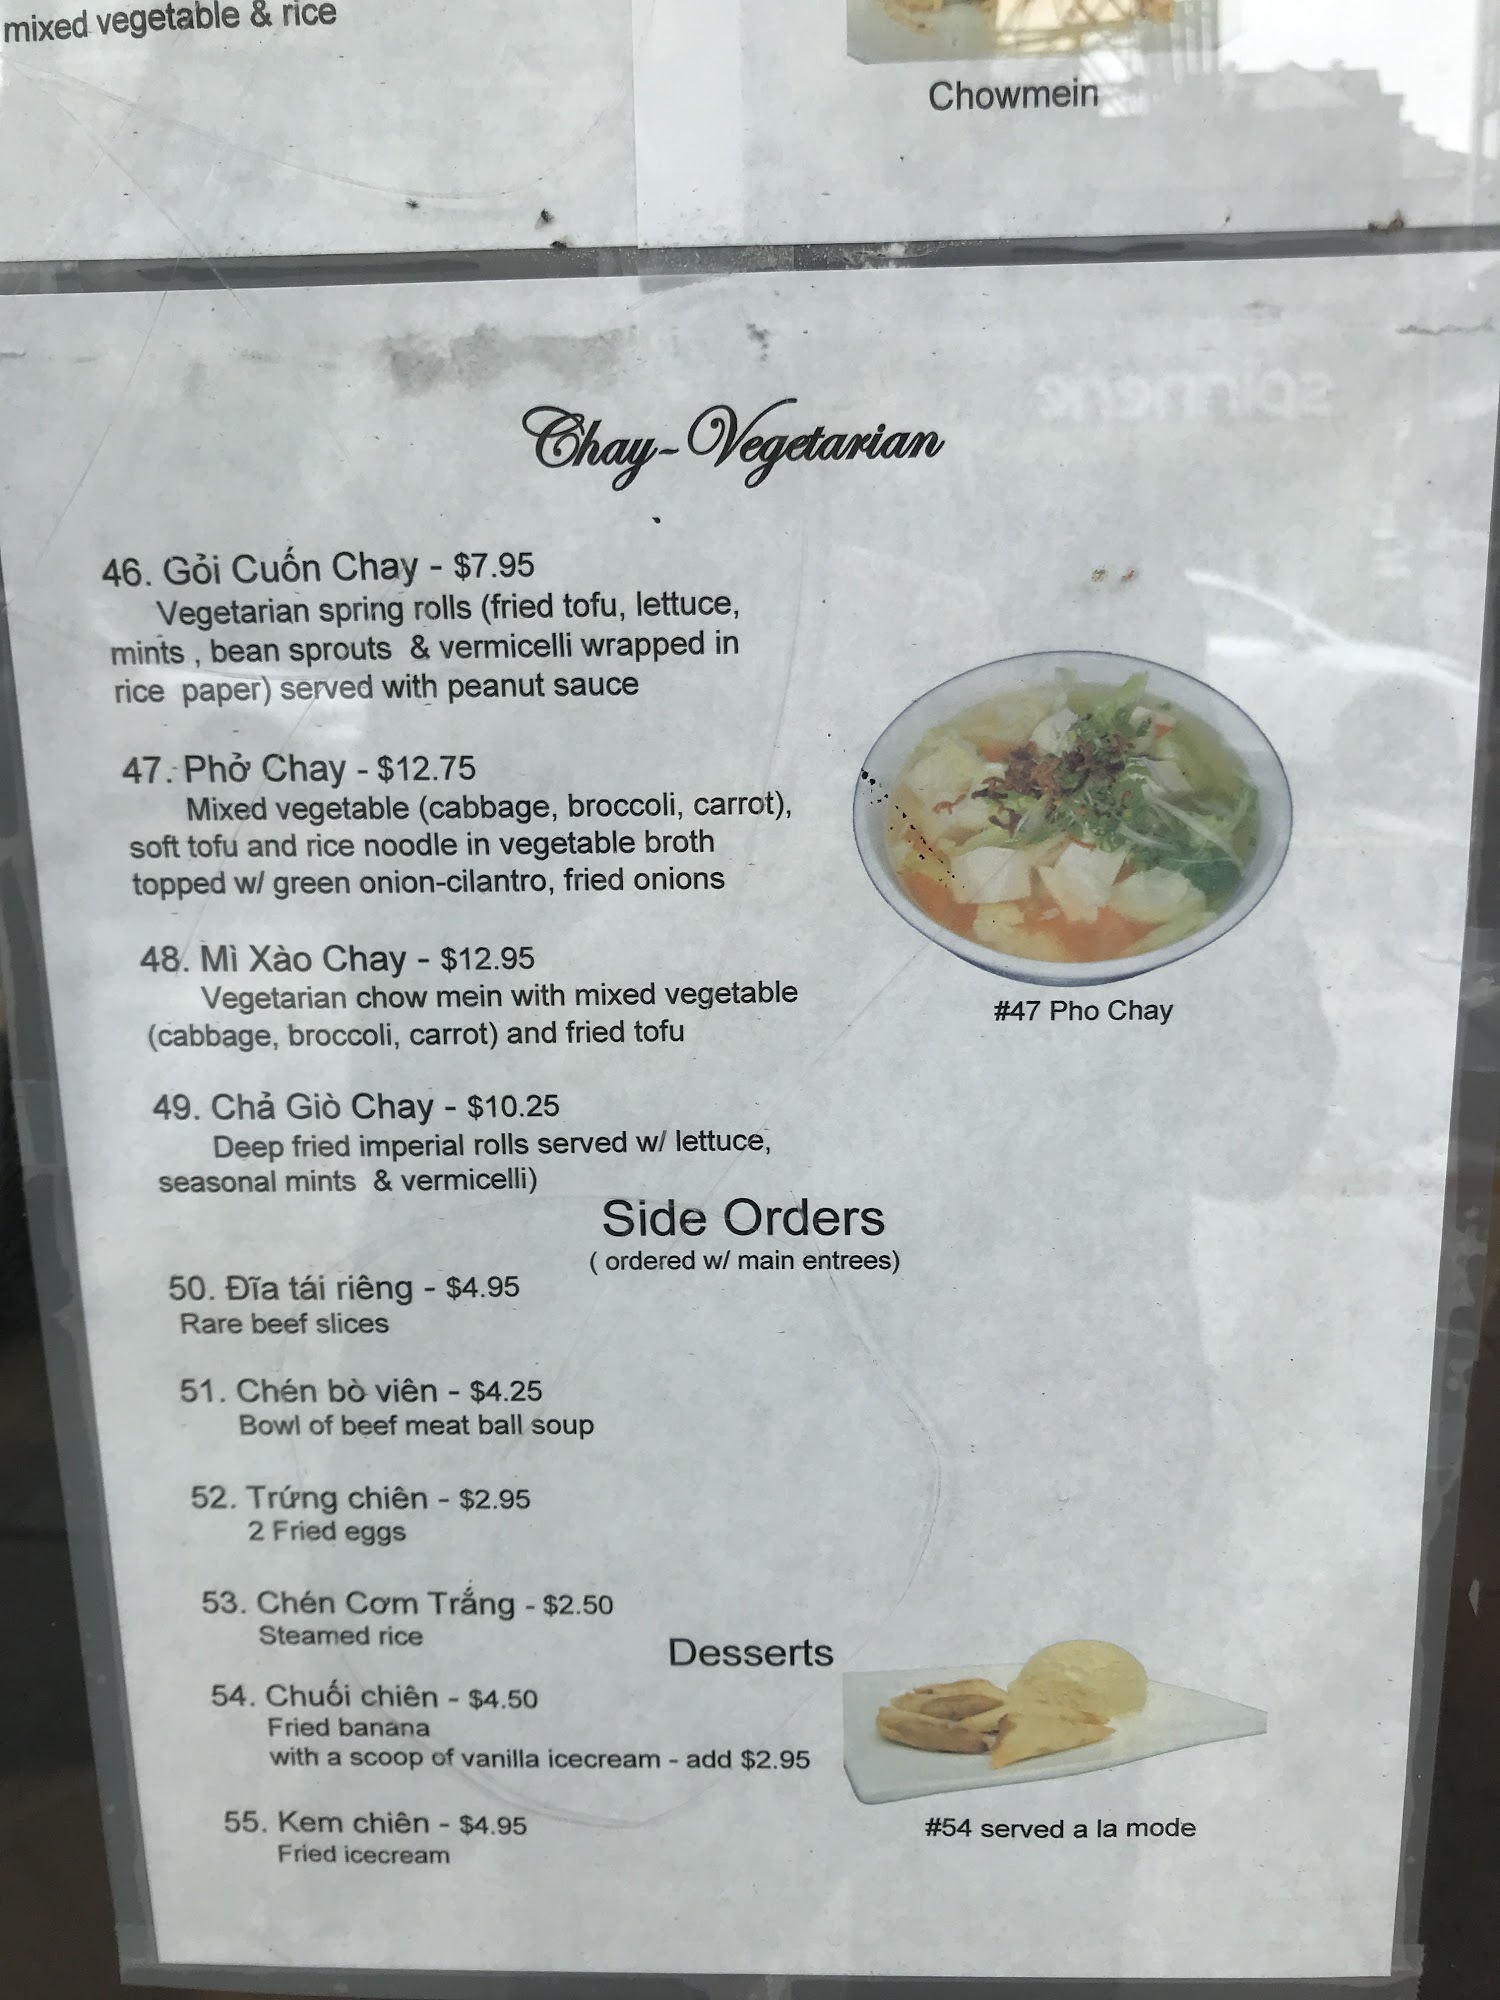 mixed vegetable & rice
Chowmein
Chay~Vegetarian
46. Gỏi Cuốn Chay - $7.95
Vegetarian spring rolls (fried tofu, lettuce,
mints , bean sprouts & vermicelli wrapped in
rice paper) served with peanut sauce
47. Phở Chay - $12.75
Mixed vegetable (cabbage, broccoli, carrot),
soft tofu and rice noodle in vegetable broth
topped w/ green onion-cilantro, fried onions
#47 Pho Chay
48. Mì Xào Chay - $12.95
Vegetarian chow mein with mixed vegetable
(cabbage, broccoli, carrot) and fried tofu
49. Chả Giò Chay - $10.25
Deep fried imperial rolls served w/ lettuce,
seasonal mints & vermicelli)
Side Orders
( ordered w/ main entrees)
50. Đĩa tái riêng - $4.95
Rare beef slices
51. Chén bò viên - $4.25
Bowl of beef meat ball soup
52. Trứng chiên - $2.95
2 Fried eggs
53. Chén Cơm Trắng - $2.50
Steamed rice
Desserts
54. Chuối chiên - $4.50
Fried banana
with a scoop of vanilla icecream - add $2.95
#54 served a la mode
55. Kem chiên - $4.95
Fried icecream